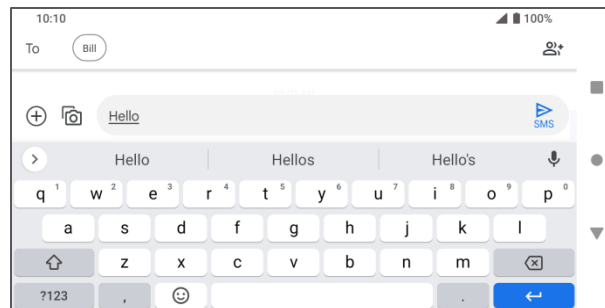 10:10 100%
To Bill
Hello
SMS
Hello Hellos Hello's
q 1 w 2 e 3 r 4 t 5 y 6 u 7 i 8 o 9 p 0
a s d f g h j k l
z x c v b n m
?123 , .